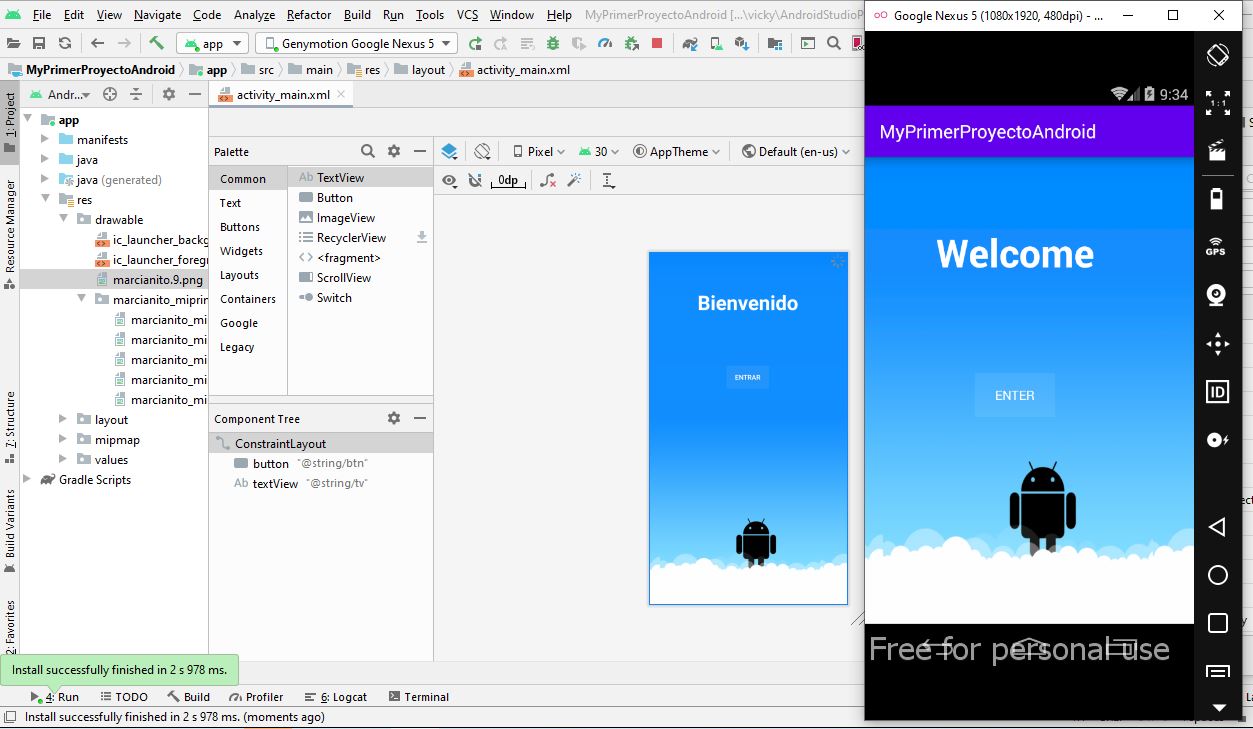 File Edit View Navigate Code Analyze Refactor Build Run Tools VCS Window Help MyPrimerProyectoAndroid [...\vicky\AndroidStudioP
app Genymotion Google Nexus 5
MyPrimerProyectoAndroid app src main res layout activity_main.xml
1: Project
Resource Manager
7: Structure
Build Variants
2: Favorites
Andr...
app
manifests
java
java (generated)
res
drawable
ic_launcher_backg
ic_launcher_foregr
marcianito.9.png
marcianito_miprin
marcianito_mi
marcianito_mi
marcianito_mi
marcianito_mi
marcianito_mi
layout
mipmap
values
Gradle Scripts
activity_main.xml
Palette
Common
Text
Buttons
Widgets
Layouts
Containers
Google
Legacy
Ab TextView
Button
ImageView
RecyclerView
<fragment>
ScrollView
Switch
Component Tree
ConstraintLayout
button "@string/btn"
Ab textView "@string/tv"
Pixel 30 AppTheme Default (en-us)
0dp
Bienvenido
ENTRAR
Google Nexus 5 (1080x1920, 480dpi) - ...
9:34
MyPrimerProyectoAndroid
Welcome
ENTER
Free for personal use
1:1
GPS
ID
Install successfully finished in 2 s 978 ms.
4: Run TODO Build Profiler 6: Logcat Terminal
Install successfully finished in 2 s 978 ms. (moments ago)